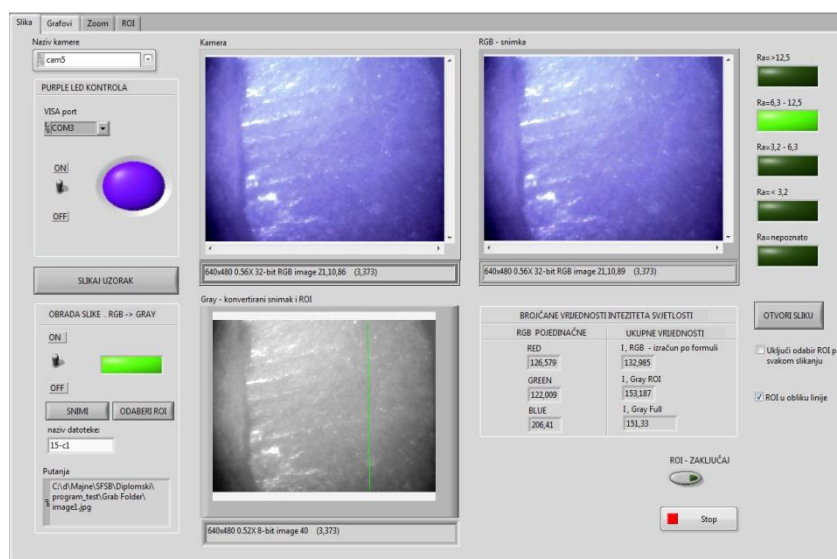 Slika Grafovi Zoom ROI
Naziv kamere
cam5
PURPLE LED KONTROLA
VISA port
COM3
ON
OFF
SLIKAJ UZORAK
OBRADA SLIKE . RGB -> GRAY
ON
OFF
SNIMI ODABERI ROI
naziv datoteke:
15-c1
Putanja
C:\d\Majne\SFSB\Diplomski\
program_test\Grab Folder\
image1.jpg
Kamera
640x480 0.56X 32-bit RGB image 21,10,86 (3,373)
RGB - snimka
640x480 0.56X 32-bit RGB image 21,10,89 (3,373)
Gray - konvertirani snimak i ROI
640x480 0.52X 8-bit image 40 (3,373)
BROJČANE VRIJEDNOSTI INTEZITETA SVJETLOSTI
RGB POJEDINAČNE
RED
126,579
GREEN
122,009
BLUE
206,41
UKUPNE VRIJEDNOSTI
I, RGB - izračun po formuli
132,985
I, Gray ROI
153,187
I, Gray Full
151,33
ROI - ZAKLJUČAJ
Stop
Ra=>12,5
Ra=6,3 - 12,5
Ra=3,2 - 6,3
Ra=< 3,2
Ra=nepoznato
OTVORI SLIKU
Uključi odabir ROI p
svakom slikanju
ROI u obliku linije